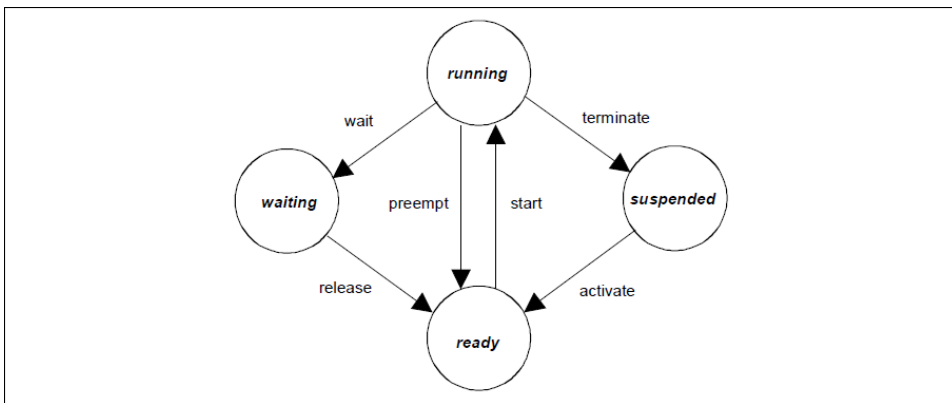 running
wait
terminate
waiting
preempt
start
suspended
release
activate
ready